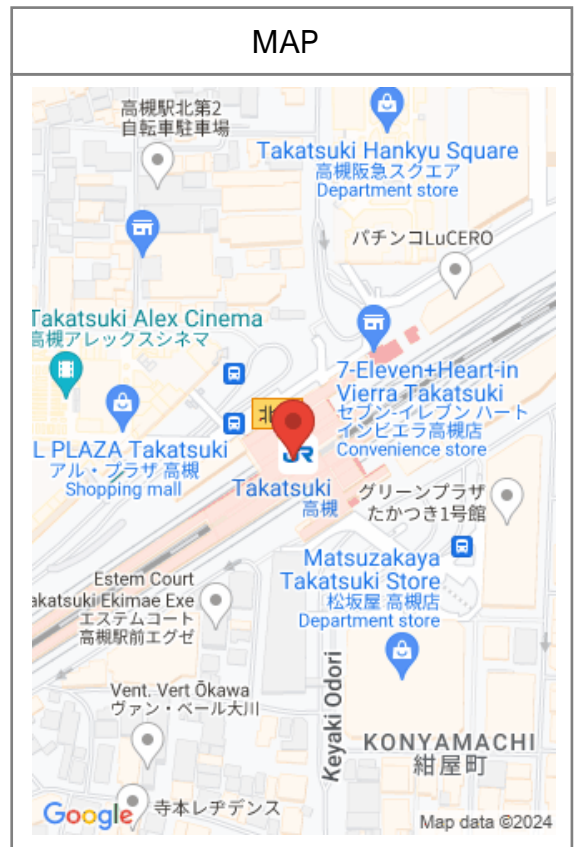 MAP
高槻駅北第2
自転車駐車場
Takatsuki Hankyu Square
高槻阪急スクエア
Department store
パチンコLuCERO
Takatsuki Alex Cinema
高槻アレックスシネマ
7-Eleven+Heart-in
Vierra Takatsuki
セブン-イレブン ハート
インビエラ高槻店
Convenience store
北
L PLAZA Takatsuki
アル・プラザ 高槻
Shopping mall
JR
Takatsuki
高槻
グリーンプラザ
たかつき1号館
Matsuzakaya
Takatsuki Store
松坂屋 高槻店
Department store
Estem Court
akatsuki Ekimae Exe
エステムコート
高槻駅前エグゼ
Vent. Vert Ōkawa
ヴァン・ベール大川
Keyaki Odori
KONYAMACHI
紺屋町
寺本レヂデンス
Google
Map data ©2024